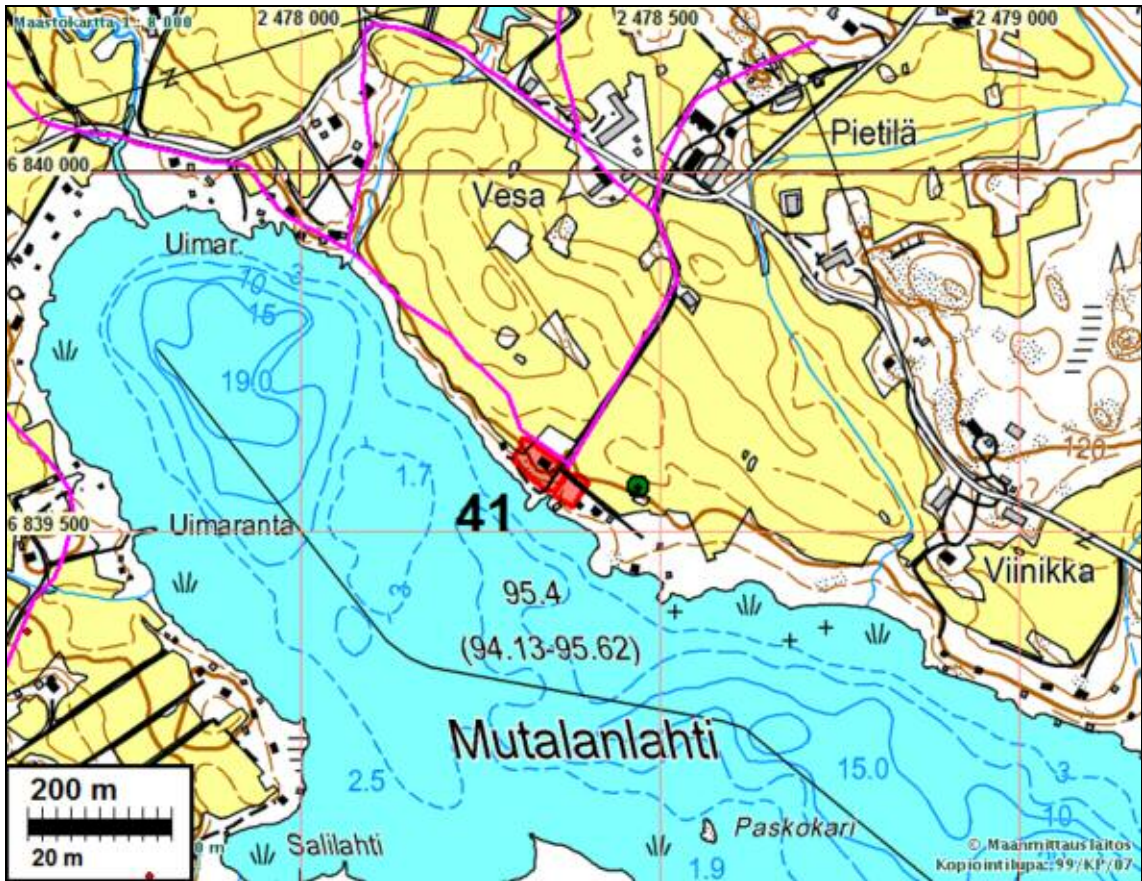 Maastokartta 1 : 8 000
2 478 000
2 478 500
2 479 000
Pietilä
6 840 000
Vesa
Uimar.
3
10
15
19.0
120
1.7
41
6 839 500
Uimaranta
Viinikka
3
95.4
(94.13-95.62)
Mutalanlahti
200 m
2.5
15.0
3
10
20 m
0 m
Salilahti
Paskokari
1.9
© Maanmittauslaitos
Kopiointilupa: 99/KP/07